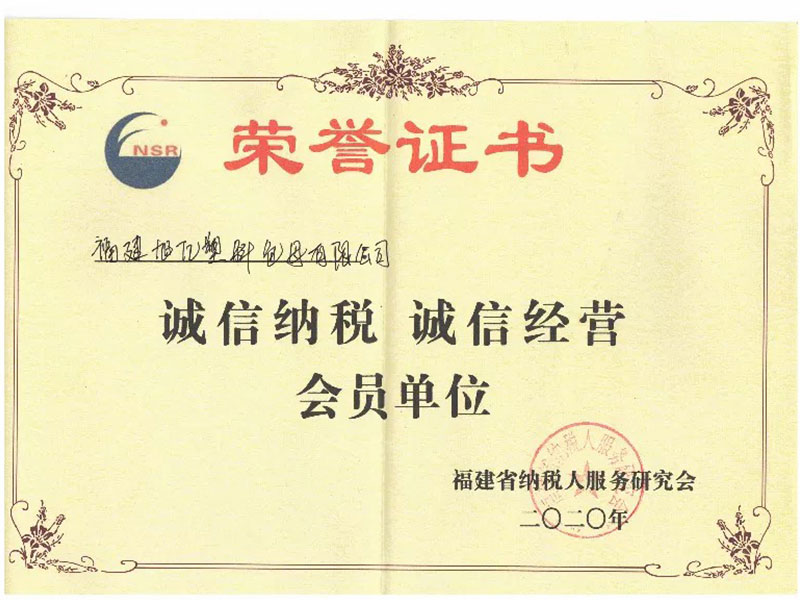 NSR
荣誉证书
福建旭亿塑料包装有限公司
诚信纳税 诚信经营
会员单位
福建省纳税人服务研究会
二〇二〇年